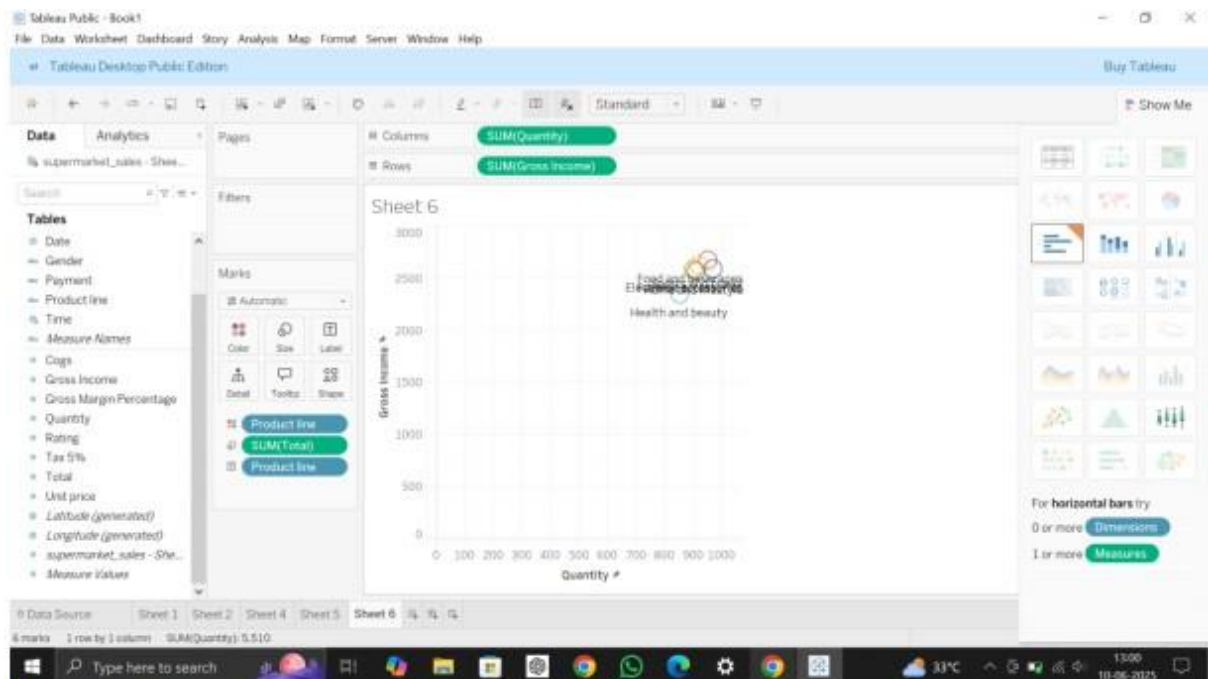 Tableau Public - Book1
File Data Worksheet Dashboard Story Analysis Map Format Server Window Help
Tableau Desktop Public Edition
Buy Tableau
Standard
Show Me
Data Analytics
Pages
Columns
SUM(Quantity)
supermarket_sales - Shee...
Rows
SUM(Gross Income)
Search
Filters
Tables
Date
Gender
Payment
Product line
Time
Measure Names
Cogs
Gross Income
Gross Margin Percentage
Quantity
Rating
Tax 5%
Total
Unit price
Latitude (generated)
Longitude (generated)
supermarket_sales - She...
Measure Values
Marks
Automatic
Color Size Label
Detail Tooltip Shape
Product line
SUM(Total)
Product line
Sheet 6
3000
2500
2000
1500
1000
500
0
Gross Income
Food and beverages
Health and beauty
0 100 200 300 400 500 600 700 800 900 1000
Quantity
For horizontal bars try
0 or more Dimensions
1 or more Measures
Data Source Sheet 1 Sheet 2 Sheet 4 Sheet 5 Sheet 6
6 marks 1 row by 1 column SUM(Quantity): 5,510
Type here to search
33°C
13:00
10-06-2025